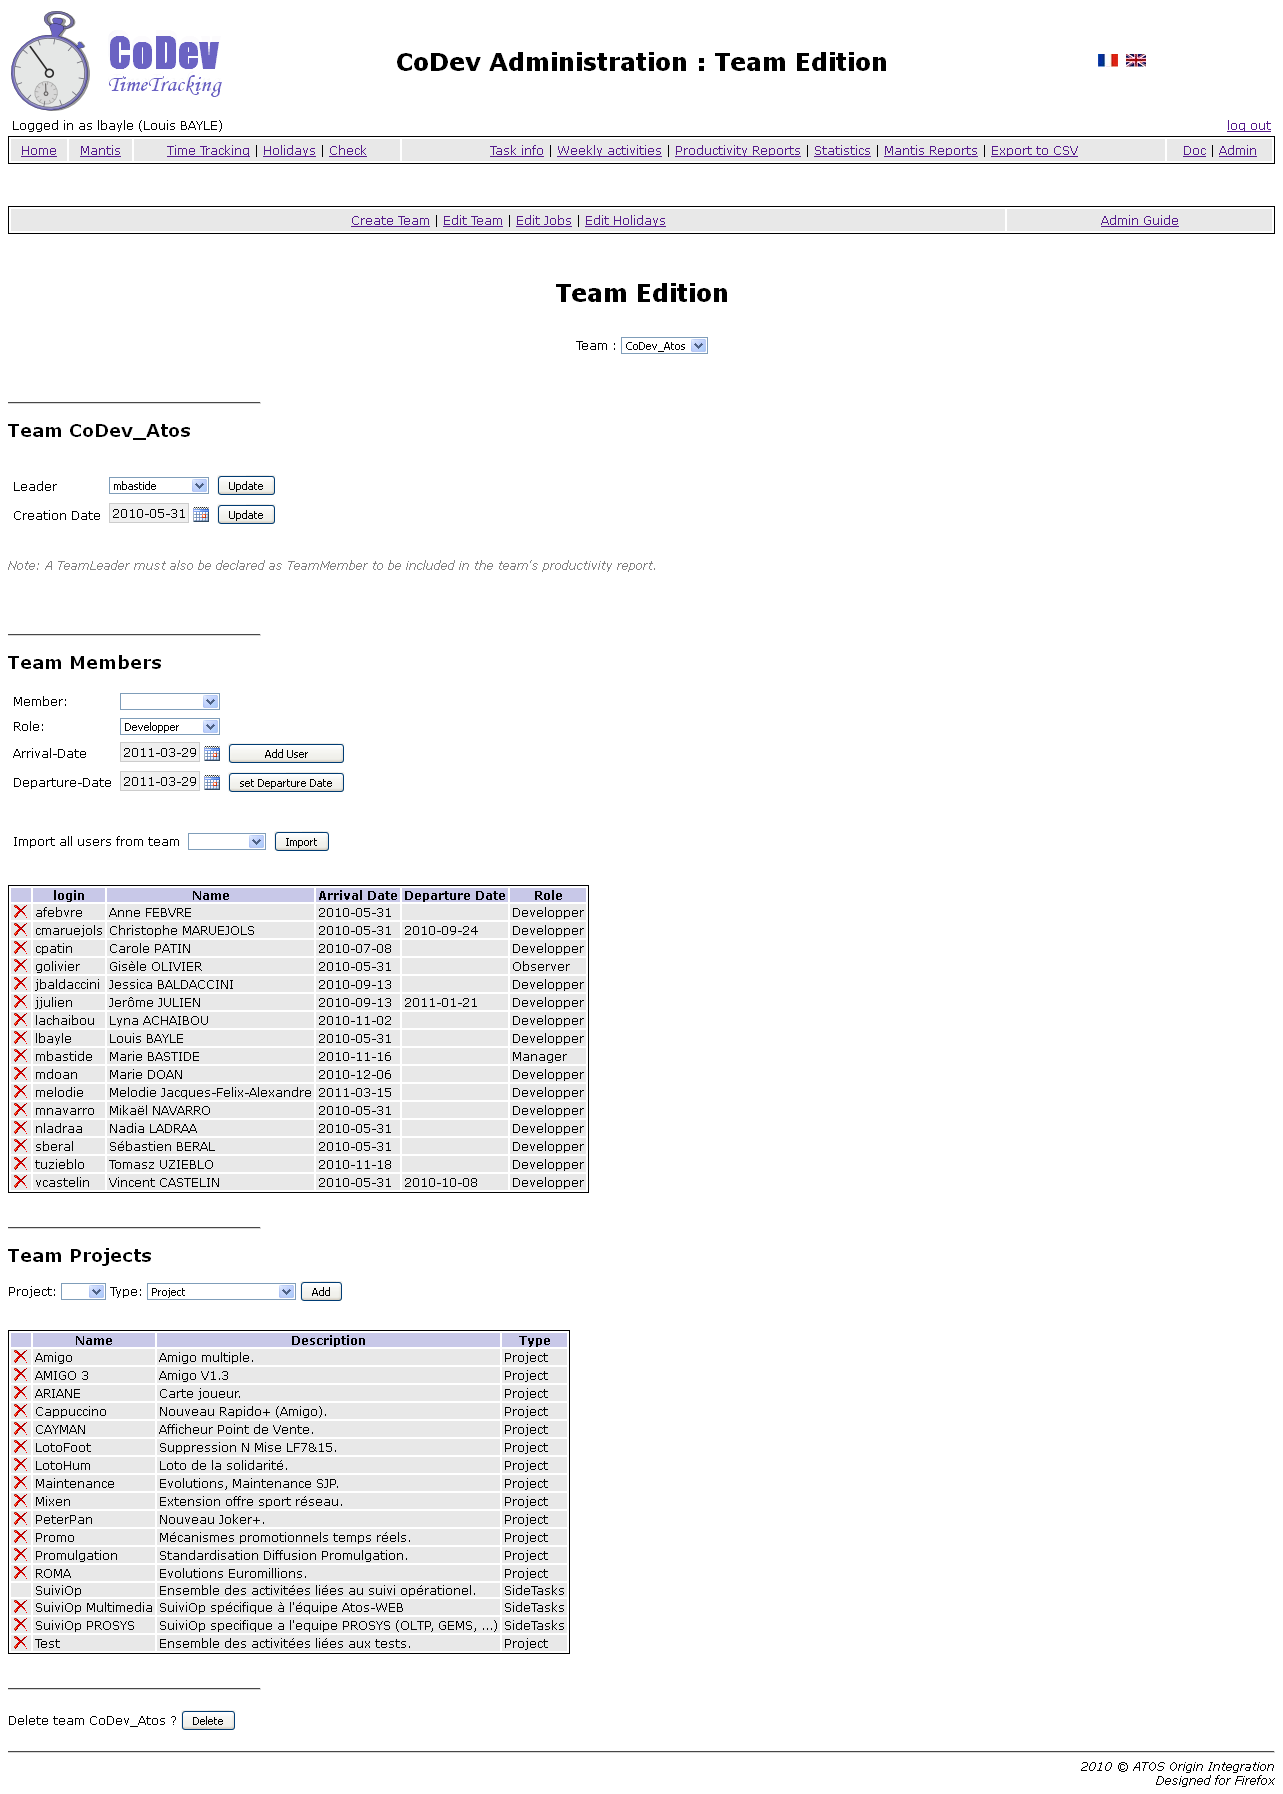 CoDev
TimeTracking
CoDev Administration : Team Edition
Logged in as lbayle (Louis BAYLE) log out
Home Mantis Time Tracking | Holidays | Check Task info | Weekly activities | Productivity Reports | Statistics | Mantis Reports | Export to CSV Doc | Admin
Create Team | Edit Team | Edit Jobs | Edit Holidays Admin Guide
Team Edition
Team : CoDev_Atos
Team CoDev_Atos
Leader mbastide Update
Creation Date 2010-05-31 Update
Note: A TeamLeader must also be declared as TeamMember to be included in the team's productivity report.
Team Members
Member:
Role: Developper
Arrival-Date 2011-03-29 Add User
Departure-Date 2011-03-29 set Departure Date
Import all users from team Import
login Name Arrival Date Departure Date Role
afebvre Anne FEBVRE 2010-05-31 Developper
cmaruejols Christophe MARUEJOLS 2010-05-31 2010-09-24 Developper
cpatin Carole PATIN 2010-07-08 Developper
golivier Gisèle OLIVIER 2010-05-31 Observer
jbaldaccini Jessica BALDACCINI 2010-09-13 Developper
jjulien Jerôme JULIEN 2010-09-13 2011-01-21 Developper
lachaibou Lyna ACHAIBOU 2010-11-02 Developper
lbayle Louis BAYLE 2010-05-31 Developper
mbastide Marie BASTIDE 2010-11-16 Manager
mdoan Marie DOAN 2010-12-06 Developper
melodie Melodie Jacques-Felix-Alexandre 2011-03-15 Developper
mnavarro Mikaël NAVARRO 2010-05-31 Developper
nladraa Nadia LADRAA 2010-05-31 Developper
sberal Sébastien BERAL 2010-05-31 Developper
tuzieblo Tomasz UZIEBLO 2010-11-18 Developper
vcastelin Vincent CASTELIN 2010-05-31 2010-10-08 Developper
Team Projects
Project: Type: Project Add
Name Description Type
Amigo Amigo multiple. Project
AMIGO 3 Amigo V1.3 Project
ARIANE Carte joueur. Project
Cappuccino Nouveau Rapido+ (Amigo). Project
CAYMAN Afficheur Point de Vente. Project
LotoFoot Suppression N Mise LF7&15. Project
LotoHum Loto de la solidarité. Project
Maintenance Evolutions, Maintenance SJP. Project
Mixen Extension offre sport réseau. Project
PeterPan Nouveau Joker+. Project
Promo Mécanismes promotionnels temps réels. Project
Promulgation Standardisation Diffusion Promulgation. Project
ROMA Evolutions Euromillions. Project
SuiviOp Ensemble des activitées liées au suivi opérationel. SideTasks
SuiviOp Multimedia SuiviOp spécifique à l'équipe Atos-WEB SideTasks
SuiviOp PROSYS SuiviOp specifique a l'equipe PROSYS (OLTP, GEMS, ...) SideTasks
Test Ensemble des activitées liées aux tests. Project
Delete team CoDev_Atos ? Delete
2010 © ATOS Origin Integration
Designed for Firefox